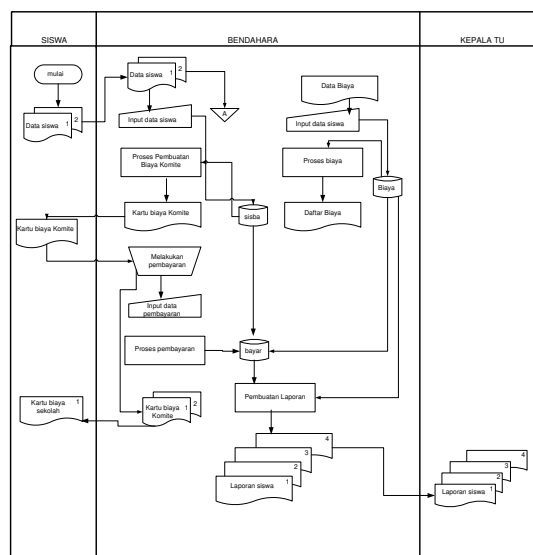 SISWA
BENDAHARA
KEPALA TU
mulai
Data siswa
1
2
Data siswa
1
2
A
Input data siswa
Data Biaya
Input data siswa
Proses Pembuatan
Biaya Komite
Proses biaya
Biaya
Kartu biaya Komite
sisba
Daftar Biaya
Kartu biaya Komite
Melakukan
pembayaran
Input data
pembayaran
Proses pembayaran
bayar
Pembuatan Laporan
Kartu biaya
sekolah
1
Kartu biaya
Komite
1
2
4
3
2
Laporan siswa
1
4
3
2
Laporan siswa
1